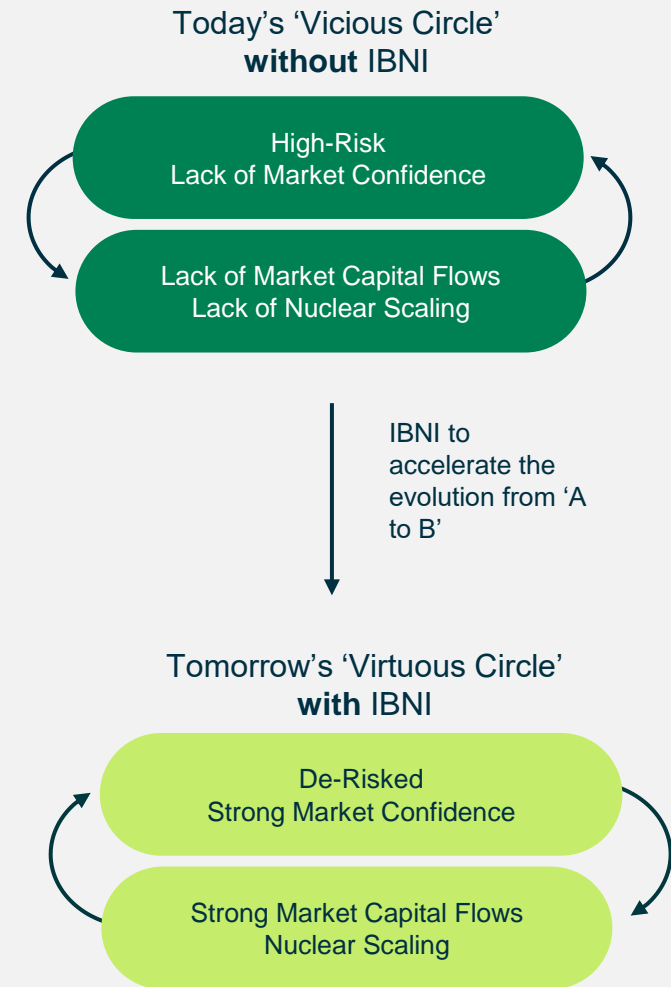 Today’s ‘Vicious Circle’
without IBNI
High-Risk
Lack of Market Confidence
Lack of Market Capital Flows
Lack of Nuclear Scaling
IBNI to
accelerate the
evolution from ‘A
to B’
Tomorrow’s ‘Virtuous Circle’
with IBNI
De-Risked
Strong Market Confidence
Strong Market Capital Flows
Nuclear Scaling